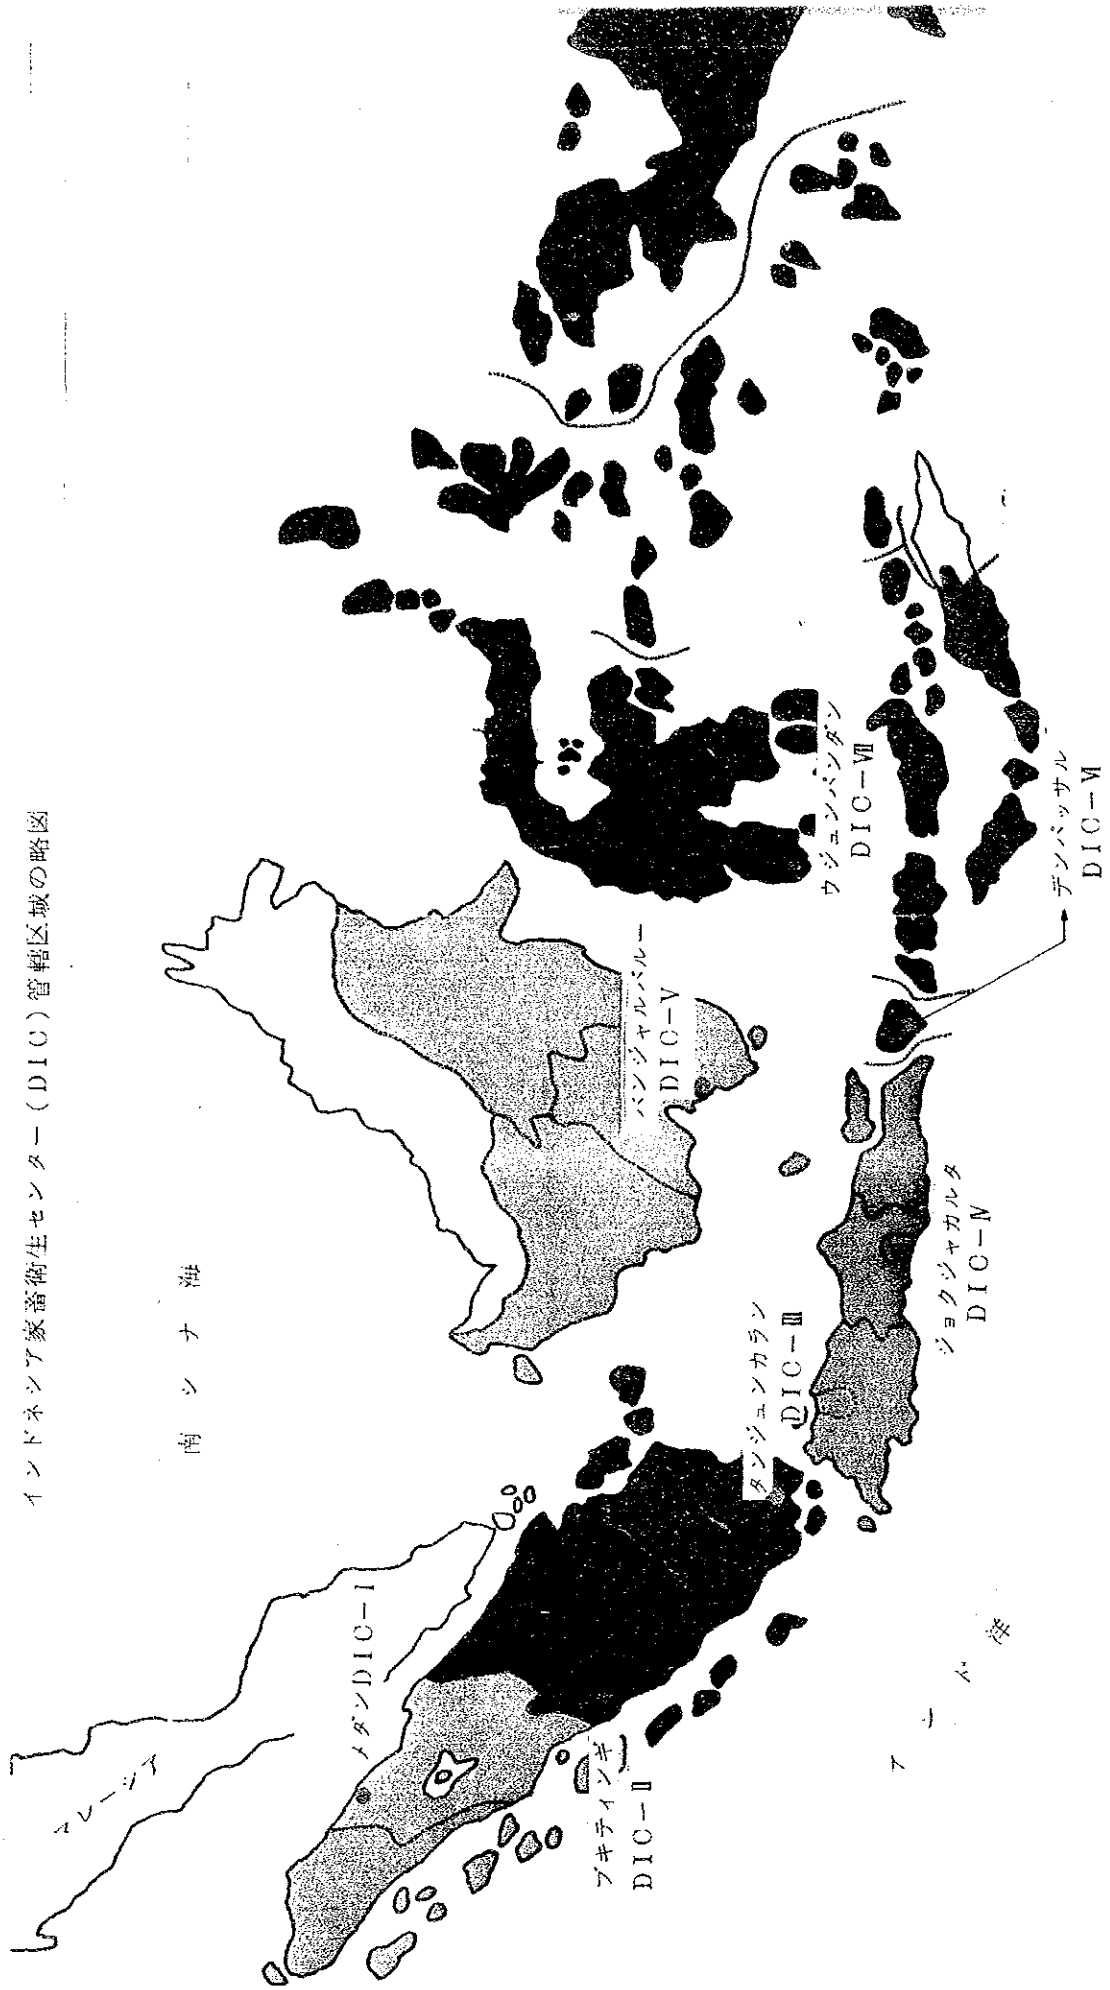 インドネシア家畜衛生センター(DIC)管轄区域の略図
南シナ海
マレーシア
メダンDIC-I
ブキティンギ
DIC-II
タンジュンカラン
DIC-III
ジョクジャカルタ
DIC-IV
バンジャルバルー
DIC-V
デンパッサル
DIC-VI
ウジュンパンダン
DIC-VII